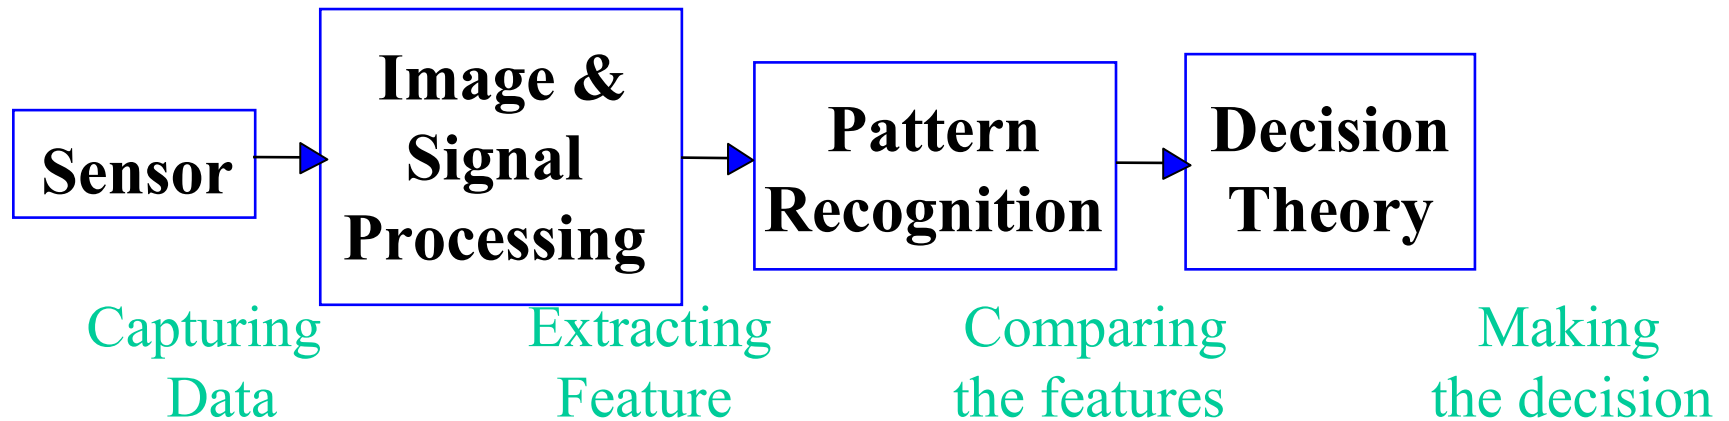 Sensor
Image &
Signal
Processing
Pattern
Recognition
Decision
Theory
Capturing
Data
Extracting
Feature
Comparing
the features
Making
the decision